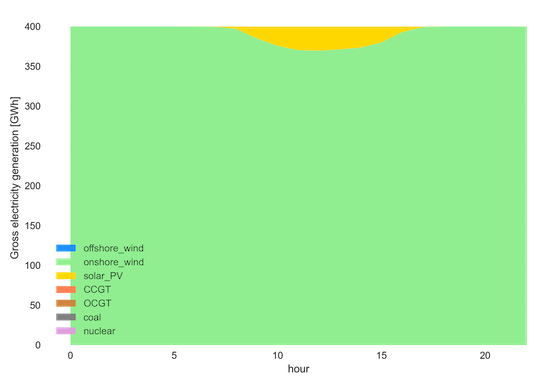 Gross electricity generation [GWh]
400
350
300
250
200
150
100
50
0
offshore_wind
onshore_wind
solar_PV
CCGT
OCGT
coal
nuclear
0 5 10 15 20
hour